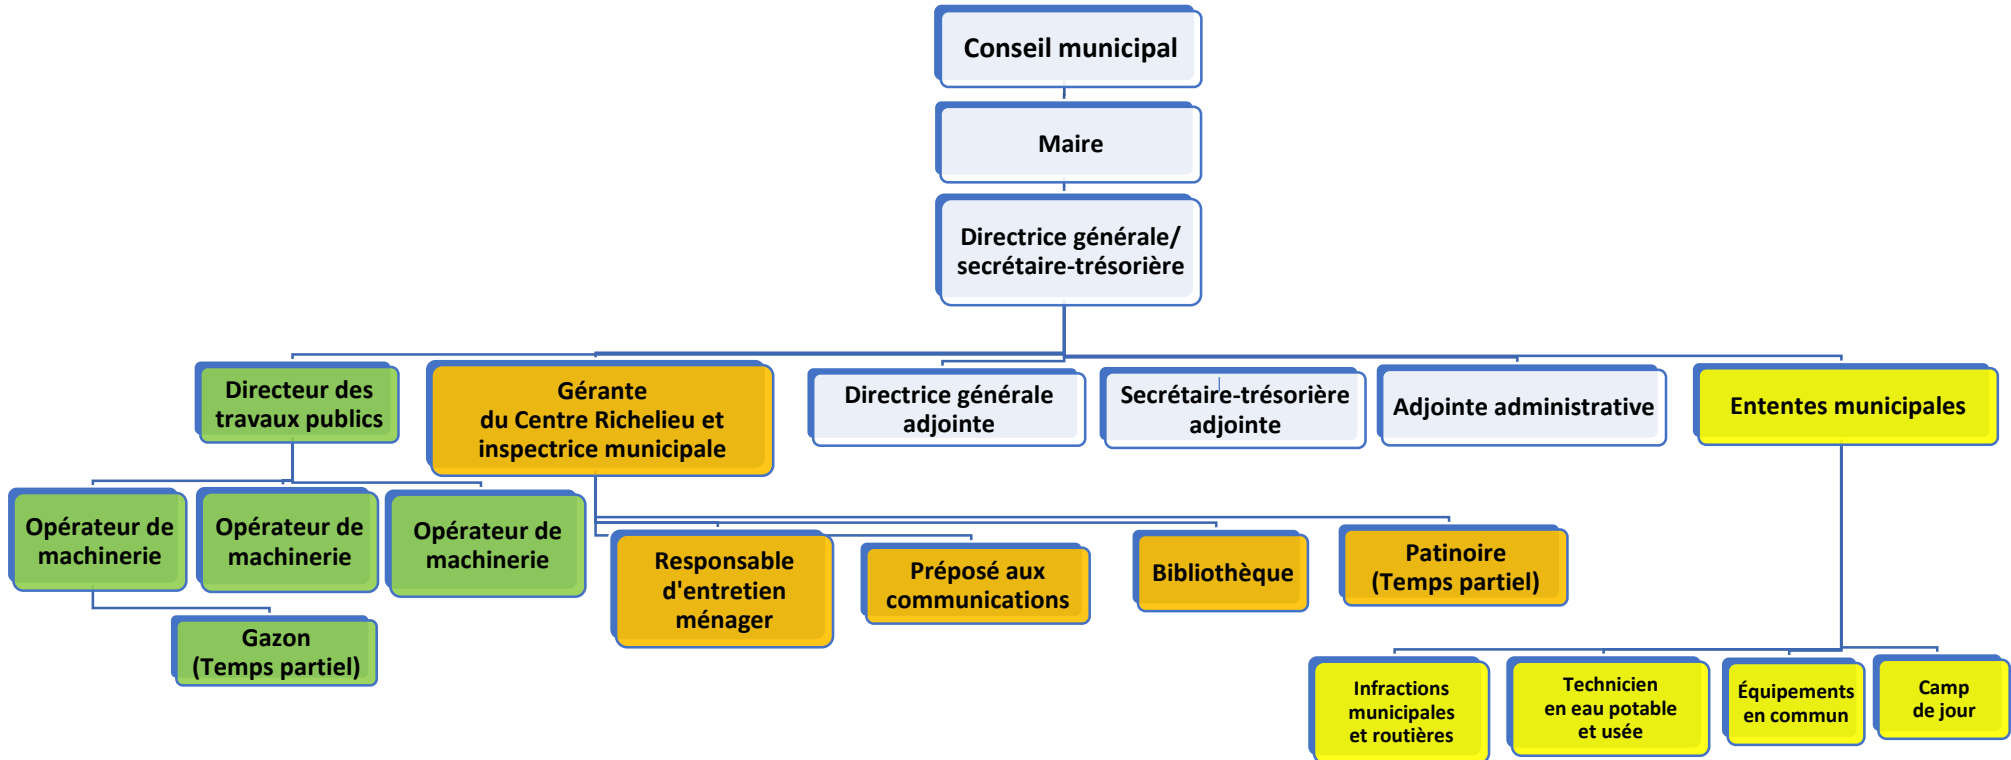 Conseil municipal
Maire
Directrice générale/
secrétaire-trésorière
Directeur des
travaux publics
Gérante
du Centre Richelieu et
inspectrice municipale
Directrice générale
adjointe
Secrétaire-trésorière
adjointe
Adjointe administrative
Ententes municipales
Opérateur de
machinerie
Opérateur de
machinerie
Opérateur de
machinerie
Responsable
d'entretien
ménager
Préposé aux
communications
Bibliothèque
Patinoire
(Temps partiel)
Gazon
(Temps partiel)
Infractions
municipales
et routières
Technicien
en eau potable
et usée
Équipements
en commun
Camp
de jour